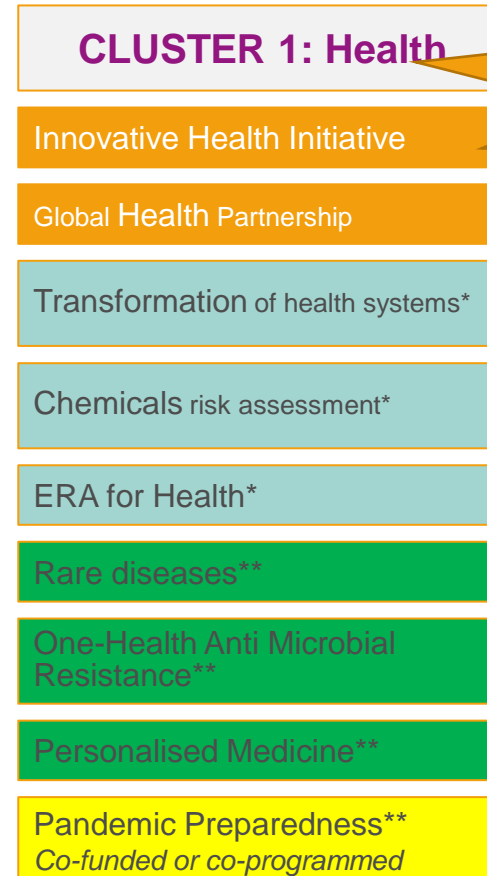 CLUSTER 1: Health
Innovative Health Initiative
Global Health Partnership
Transformation of health systems*
Chemicals risk assessment*
ERA for Health*
Rare diseases**
One-Health Anti Microbial
Resistance**
Personalised Medicine**
Pandemic Preparedness**
Co-funded or co-programmed